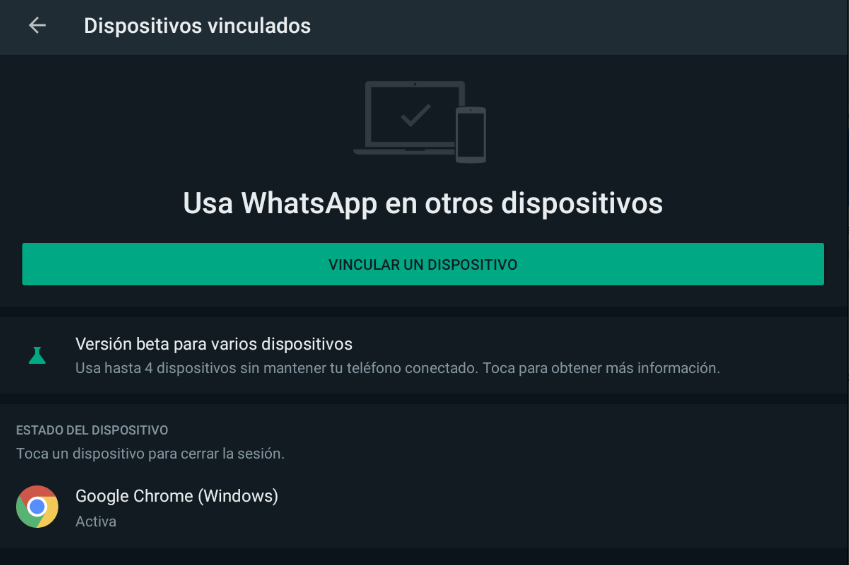 Dispositivos vinculados
Usa WhatsApp en otros dispositivos
VINCULAR UN DISPOSITIVO
Versión beta para varios dispositivos
Usa hasta 4 dispositivos sin mantener tu teléfono conectado. Toca para obtener más información.
ESTADO DEL DISPOSITIVO
Toca un dispositivo para cerrar la sesión.
Google Chrome (Windows)
Activa